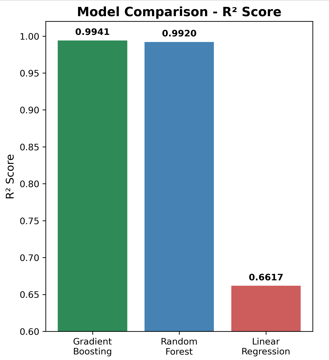 Model Comparison - R² Score
R² Score
1.00
0.95
0.90
0.85
0.80
0.75
0.70
0.65
0.60
0.9941
0.9920
0.6617
Gradient
Boosting
Random
Forest
Linear
Regression